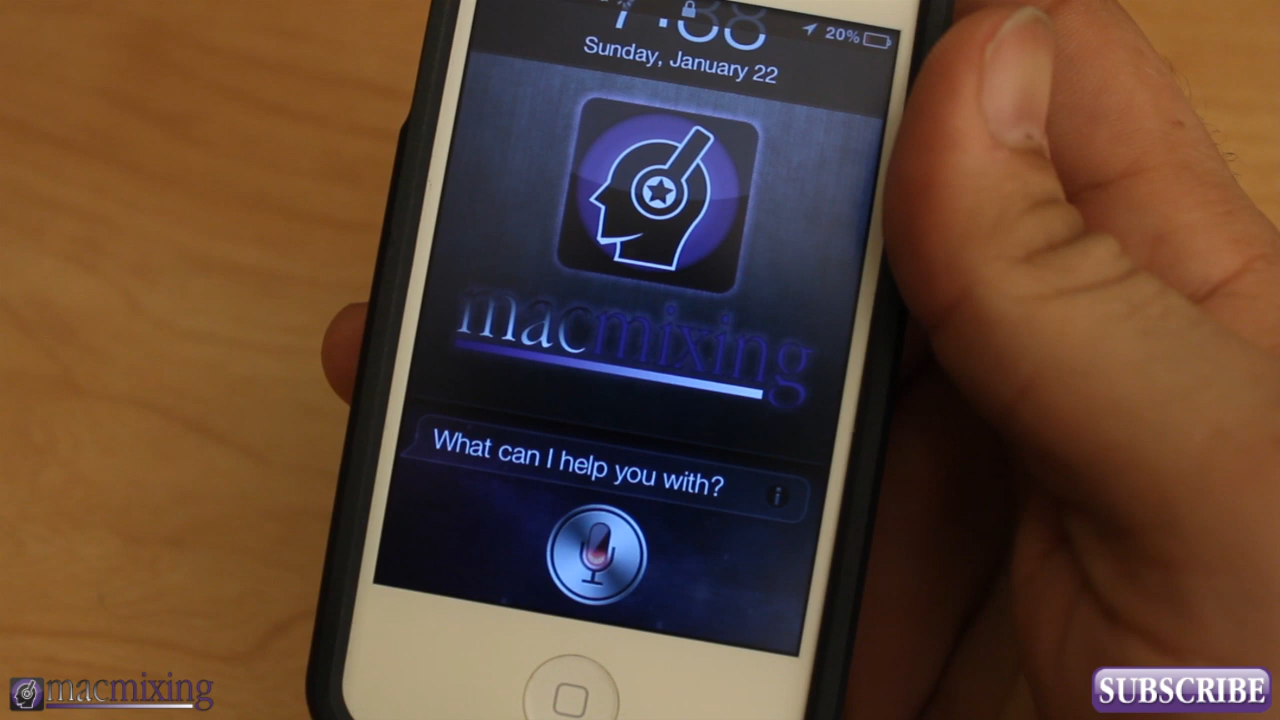 20%
Sunday, January 22
macmixing
What can I help you with?
macmixing
SUBSCRIBE